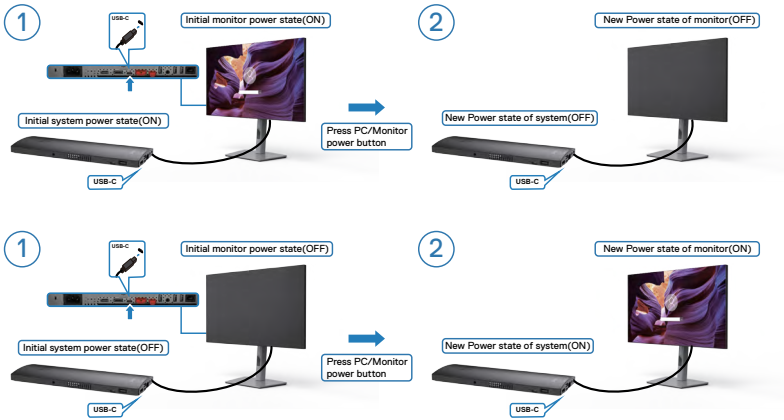 1
USB-C
Initial monitor power state(ON)
2
New Power state of monitor(OFF)
Initial system power state(ON)
Press PC/Monitor
power button
New Power state of system(OFF)
USB-C
USB-C
1
USB-C
Initial monitor power state(OFF)
2
New Power state of monitor(ON)
Initial system power state(OFF)
Press PC/Monitor
power button
New Power state of system(ON)
USB-C
USB-C